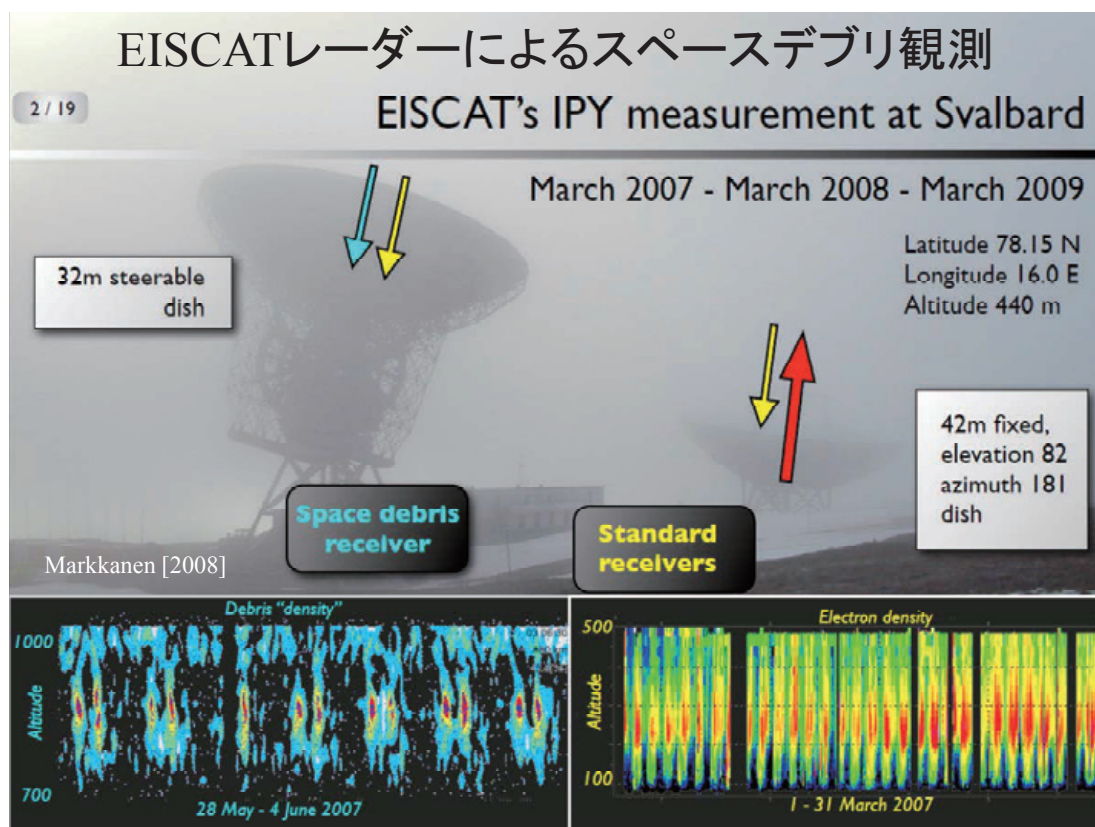 EISCATレーダーによるスペースデブリ観測
2 / 19
EISCAT's IPY measurement at Svalbard
March 2007 - March 2008 - March 2009
Latitude 78.15 N
Longitude 16.0 E
Altitude 440 m
32m steerable
dish
42m fixed,
elevation 82
azimuth 181
dish
Space debris
receiver
Standard
receivers
Markkanen [2008]
Debris "density"
1000
Altitude
700
28 May - 4 June 2007
Electron density
500
Altitude
100
1 - 31 March 2007